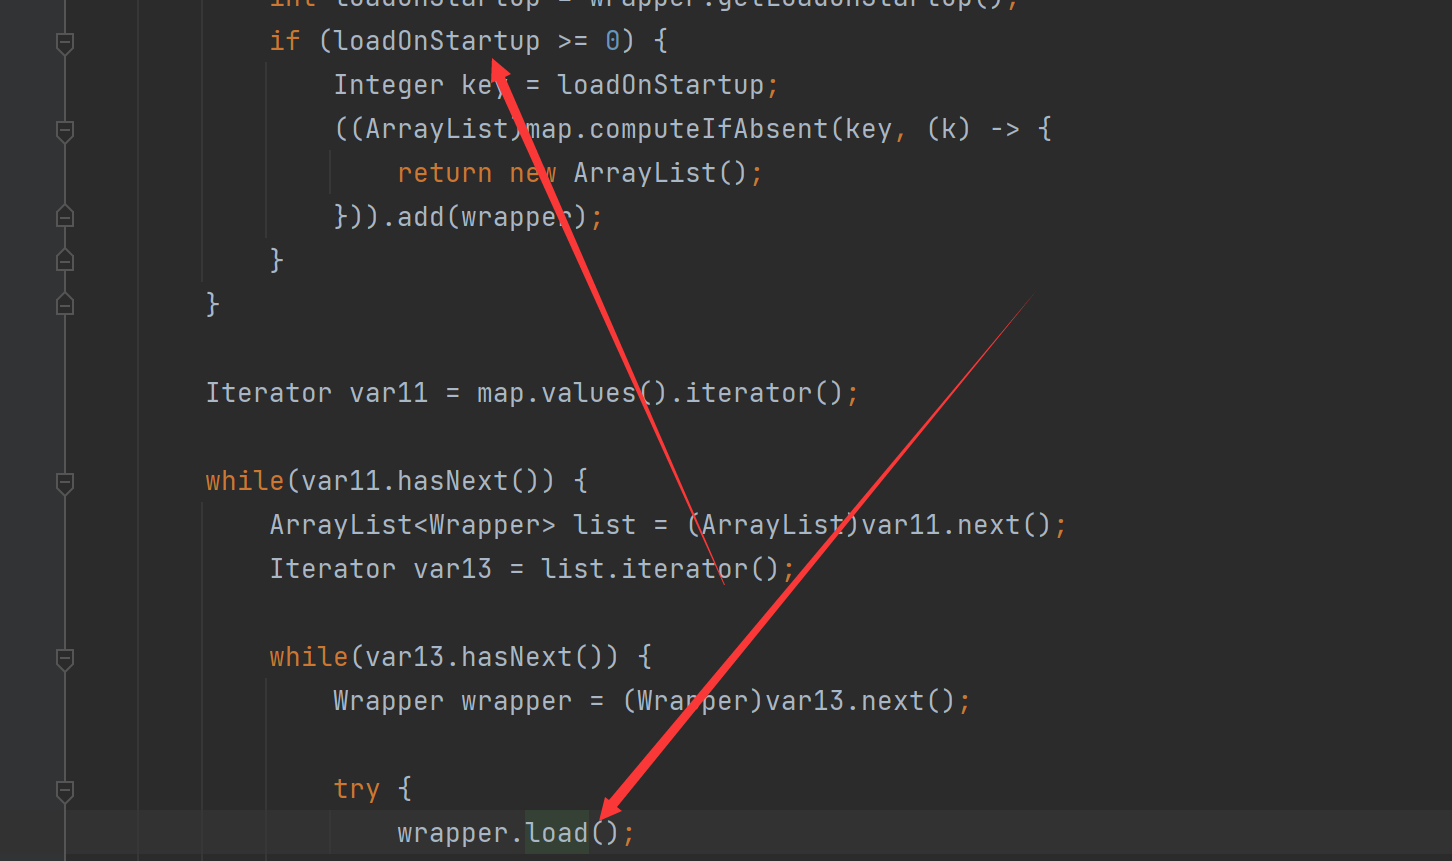 int loadOnStartup = wrapper.getLoadOnStartup();
if (loadOnStartup >= 0) {
Integer key = loadOnStartup;
((ArrayList)map.computeIfAbsent(key, (k) -> {
return new ArrayList();
})).add(wrapper);
}
}
Iterator var11 = map.values().iterator();
while(var11.hasNext()) {
ArrayList<Wrapper> list = (ArrayList)var11.next();
Iterator var13 = list.iterator();
while(var13.hasNext()) {
Wrapper wrapper = (Wrapper)var13.next();
try {
wrapper.load();